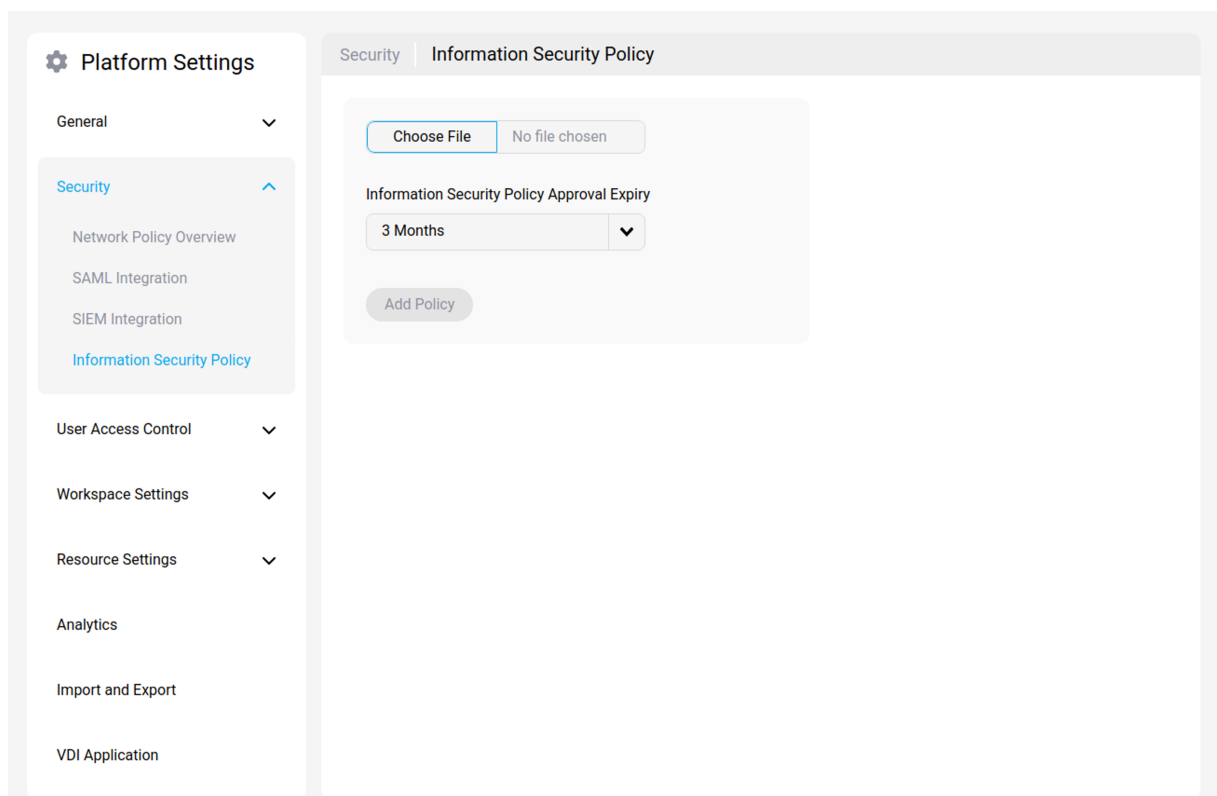 Platform Settings
General
Security
Network Policy Overview
SAML Integration
SIEM Integration
Information Security Policy
User Access Control
Workspace Settings
Resource Settings
Analytics
Import and Export
VDI Application
Security Information Security Policy
Choose File No file chosen
Information Security Policy Approval Expiry
3 Months
Add Policy